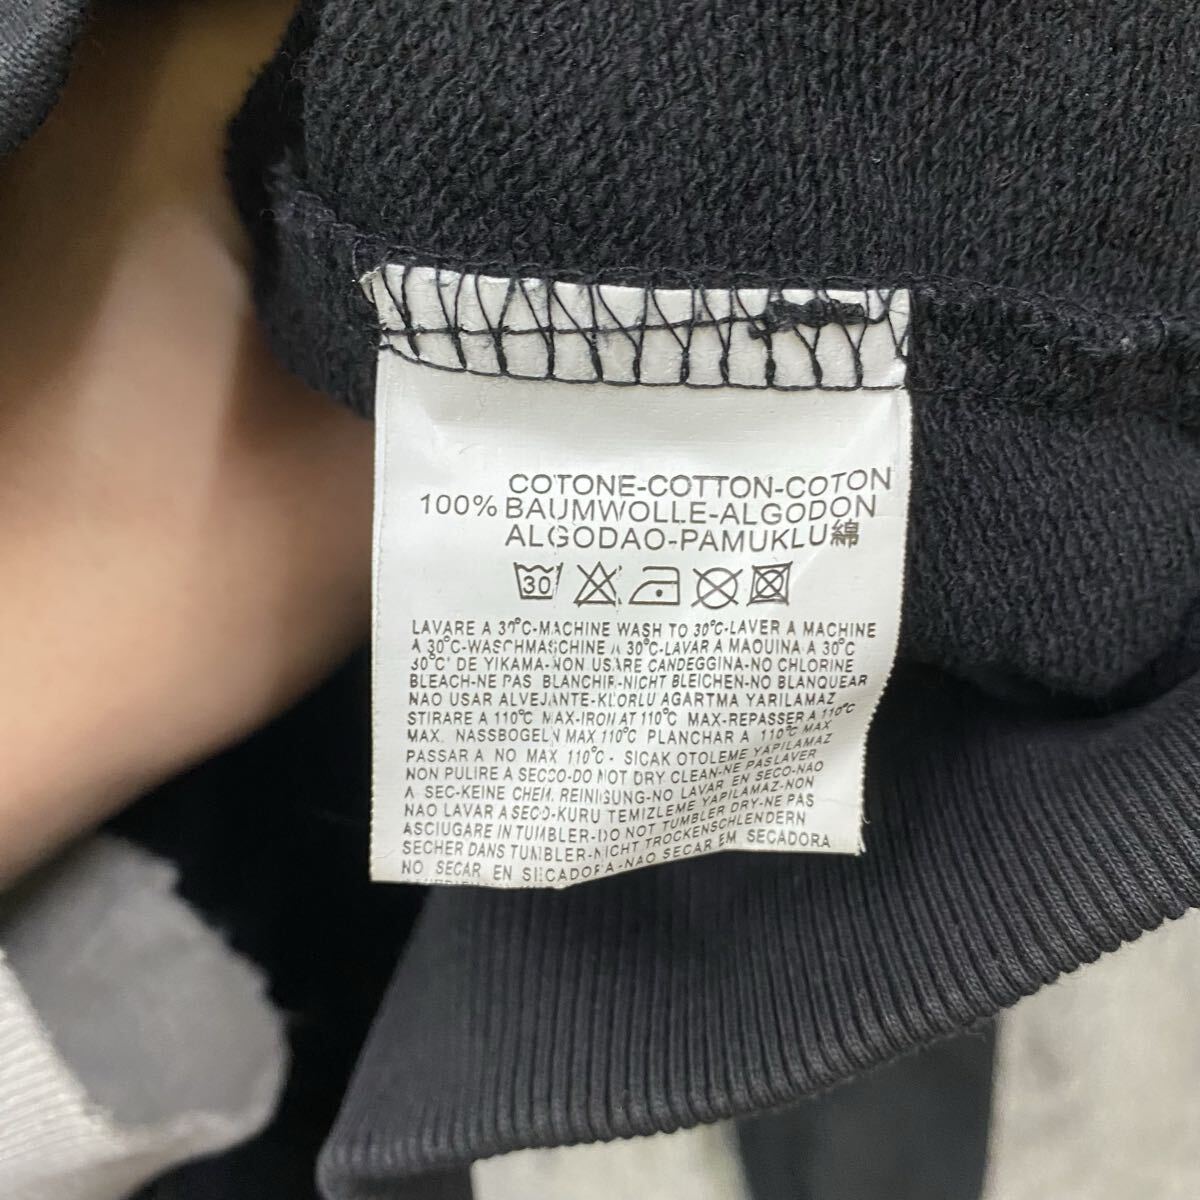 COTONE-COTTON-COTON
100% BAUMWOLLE-ALGODON
ALGODAO-PAMUKLU綿
30
LAVARE A 30°C-MACHINE WASH TO 30°C-LAVER A MACHINE
A 30°C-WASCHMASCHINE A 30°C-LAVAR A MAOUINA A 30°C
30°C' DE YIKAMA-NON USARE CANDEGGINA-NO CHLORINE
BLEACH-NE PAS BLANCHIR-NICHT BLEICHEN-NO BLANQUEAR
NAO USAR ALVEJANTE-KLORLU AGARTMA YARILAMAZ
STIRARE A 110°C MAX-IRON AT 110°C MAX-REPASSER A 110°C
MAX. NASSBOGELN MAX 110°C PLANCHAR A 110°C MAX
PASSAR A NO MAX 110°C - SICAK OTOLEME YAPILAMAZ
NON PULIRE A SECCO-DO NOT DRY CLEAN-NE PASLAVER
A SEC-KEINE CHEM. REINIGUNG-NO LAVAR EN SECO-NAO
NAO LAVAR A SECO-KURU TEMIZLEME YAPILAMAZ-NON
ASCIUGARE IN TUMBLER-DO NOT TUMBLER DRY-NE PAS
SECHER DANS TUMBLER-NICHT TROCKENSCHLENDERN
NO SECAR EN SECADORA-NAO SECAR EM SECADORA